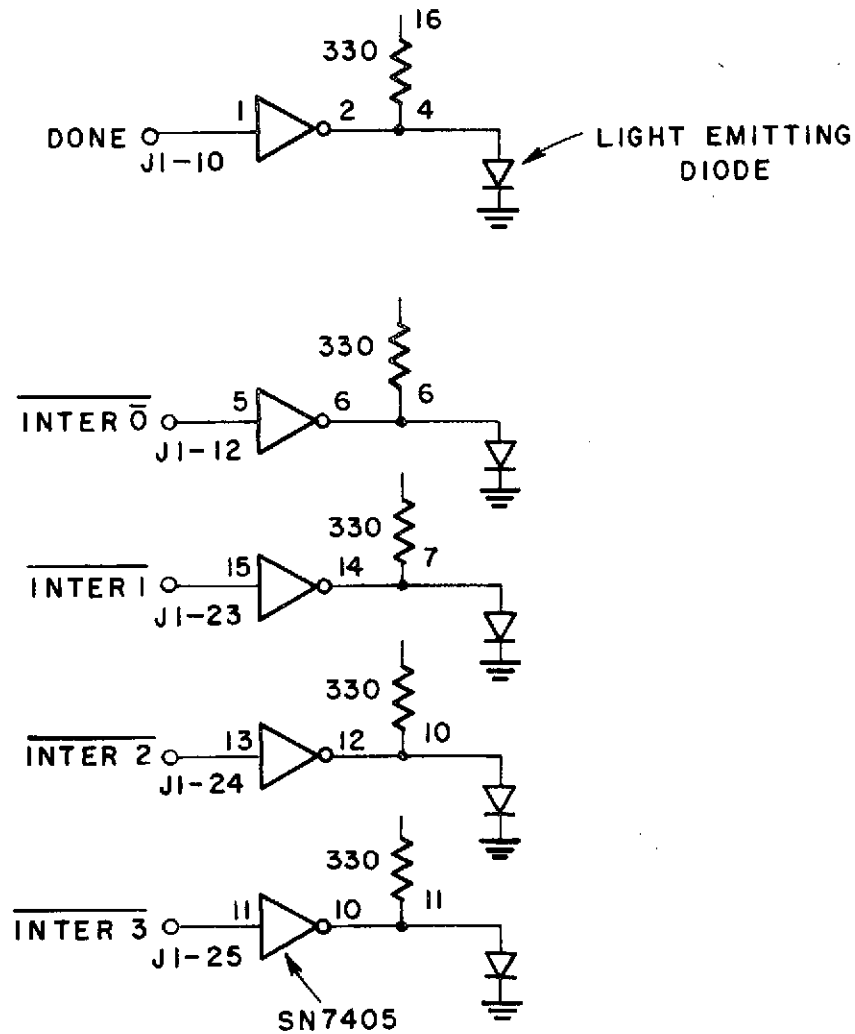 16
330
1 2 4
DONE
J1-10
LIGHT EMITTING
DIODE
330
5 6 6
INTER 0̅
J1-12
330
7
15 14
INTER 1
J1-23
330
10
13 12
INTER 2
J1-24
330
11 10 11
INTER 3
J1-25
SN7405